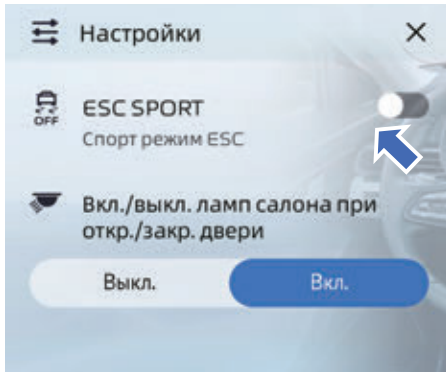 Настройки
ESC SPORT
OFF
Спорт режим ESC
Вкл./выкл. ламп салона при
откр./закр. двери
Выкл.
Вкл.